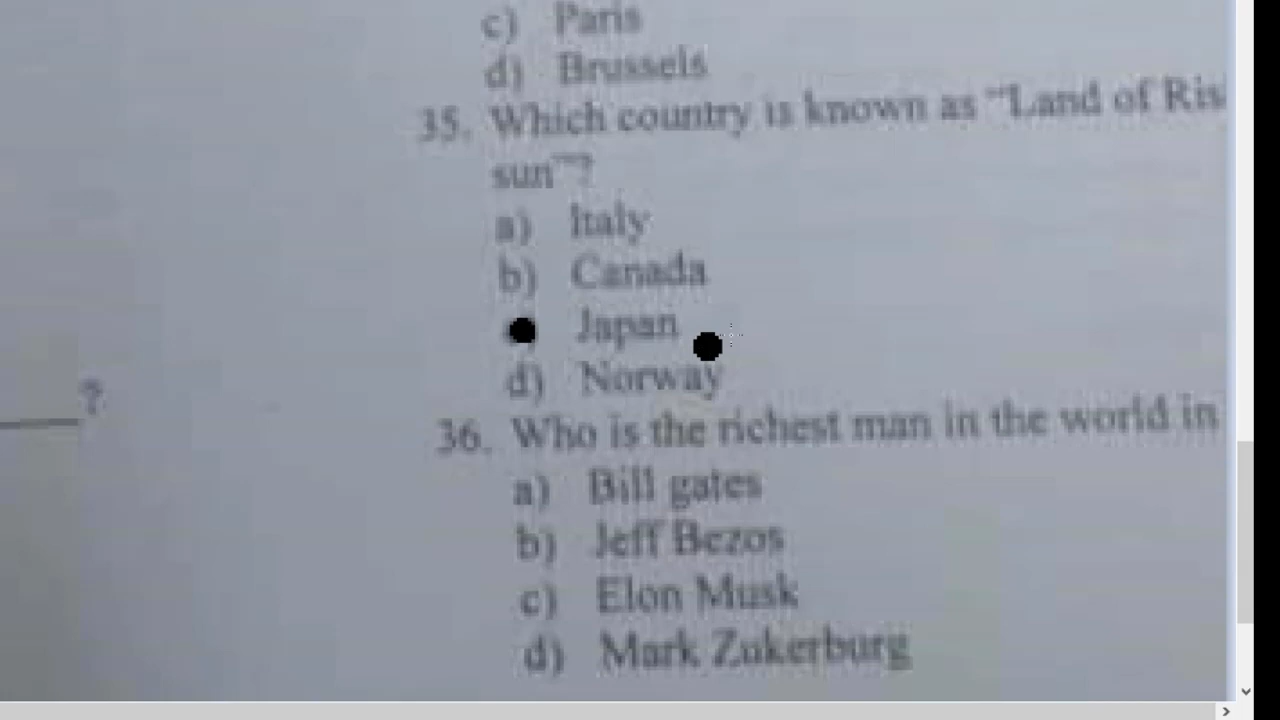 c) Paris
d) Brussels
35. Which country is known as "Land of Ris
sun"?
a) Italy
b) Canada
Japan
d) Norway
?
36. Who is the richest man in the world in
a) Bill gates
b) Jeff Bezos
c) Elon Musk
d) Mark Zukerburg